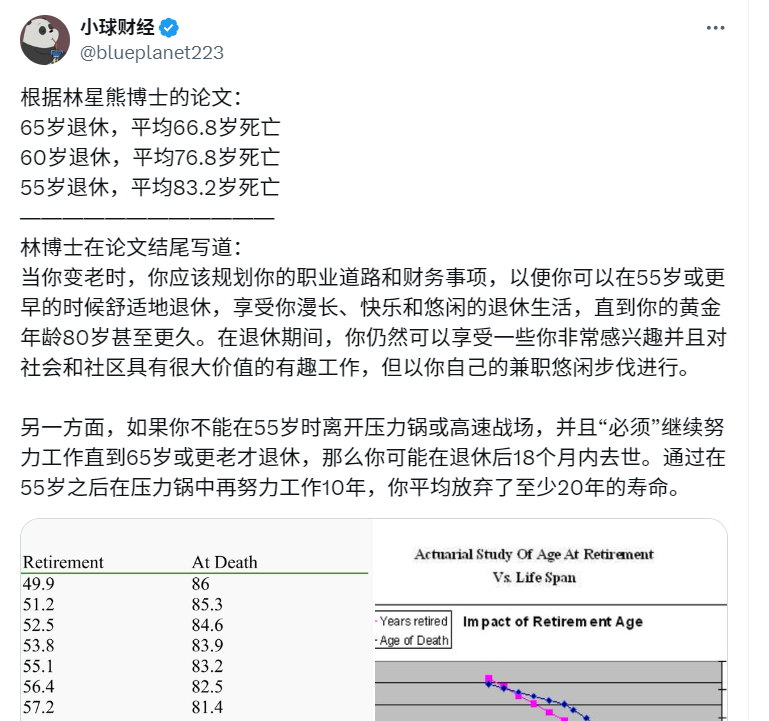 小球财经
@blueplanet223
根据林星熊博士的论文：
65岁退休，平均66.8岁死亡
60岁退休，平均76.8岁死亡
55岁退休，平均83.2岁死亡
————————————
林博士在论文结尾写道：
当你变老时，你应该规划你的职业道路和财务事项，以便你可以在55岁或更
早的时候舒适地退休，享受你漫长、快乐和悠闲的退休生活，直到你的黄金
年龄80岁甚至更久。在退休期间，你仍然可以享受一些你非常感兴趣并且对
社会和社区具有很大价值的有趣工作，但以你自己的兼职悠闲步伐进行。
另一方面，如果你不能在55岁时离开压力锅或高速战场，并且“必须”继续努
力工作直到65岁或更老才退休，那么你可能在退休后18个月内去世。通过在
55岁之后在压力锅中再努力工作10年，你平均放弃了至少20年的寿命。
Retirement At Death
49.9 86
51.2 85.3
52.5 84.6
53.8 83.9
55.1 83.2
56.4 82.5
57.2 81.4
Actuarial Study Of Age At Retirement
Vs. Life Span
Years retired
Age of Death
Impact of Retirement Age